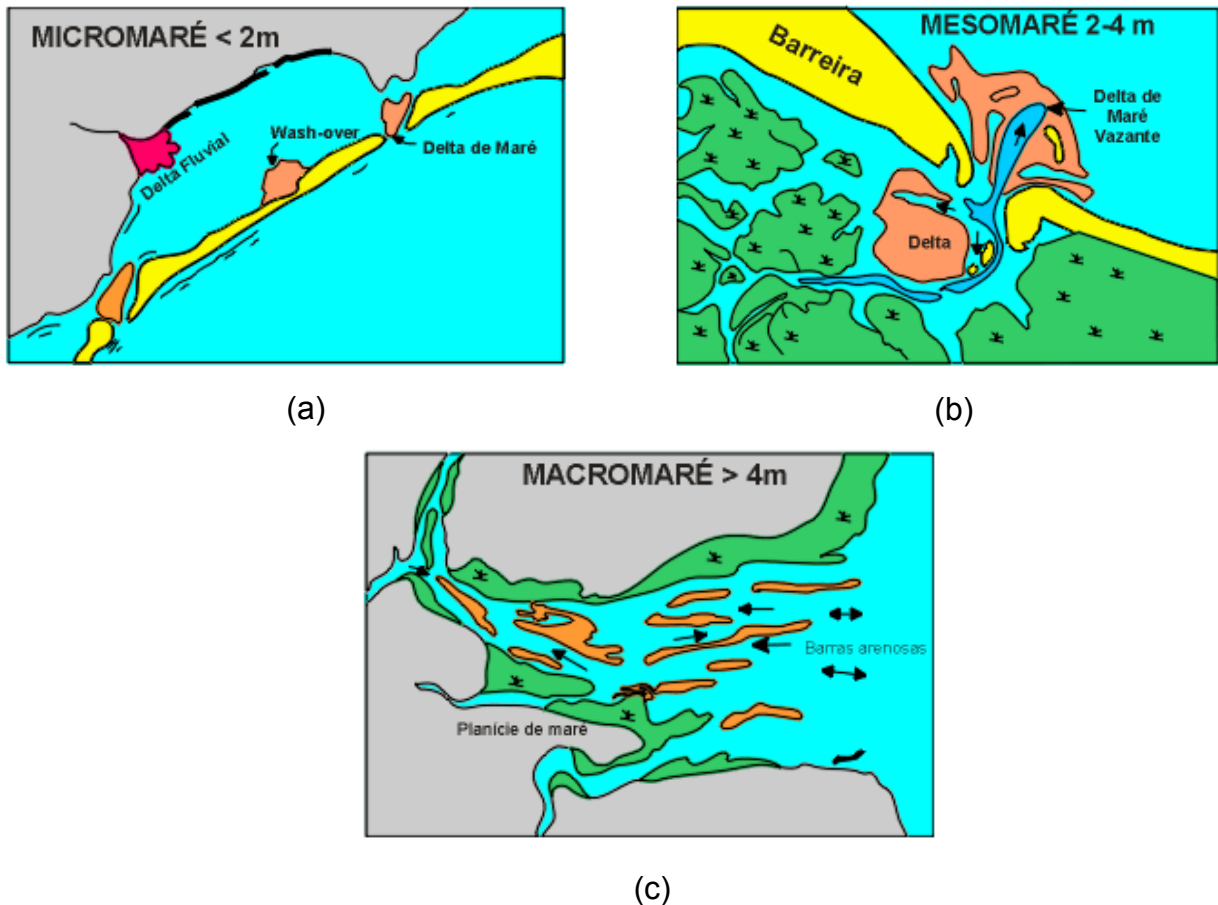 MICROMARÉ < 2m
Wash-over
Delta Fluvial
Delta de Maré
(a)
MESOMARÉ 2-4 m
Barreira
Delta de
Maré
Vazante
Delta
(b)
MACROMARÉ > 4m
Barras arenosas
Planície de maré
(c)